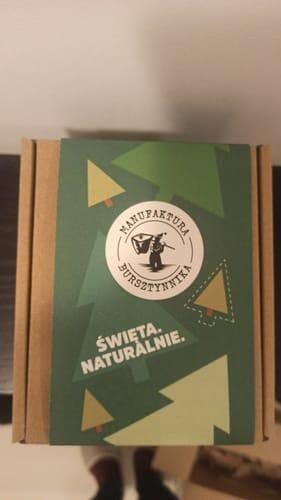 MANUFAKTURA
BURSZTYNNIKA
ŚWIĘTA.
NATURALNIE.